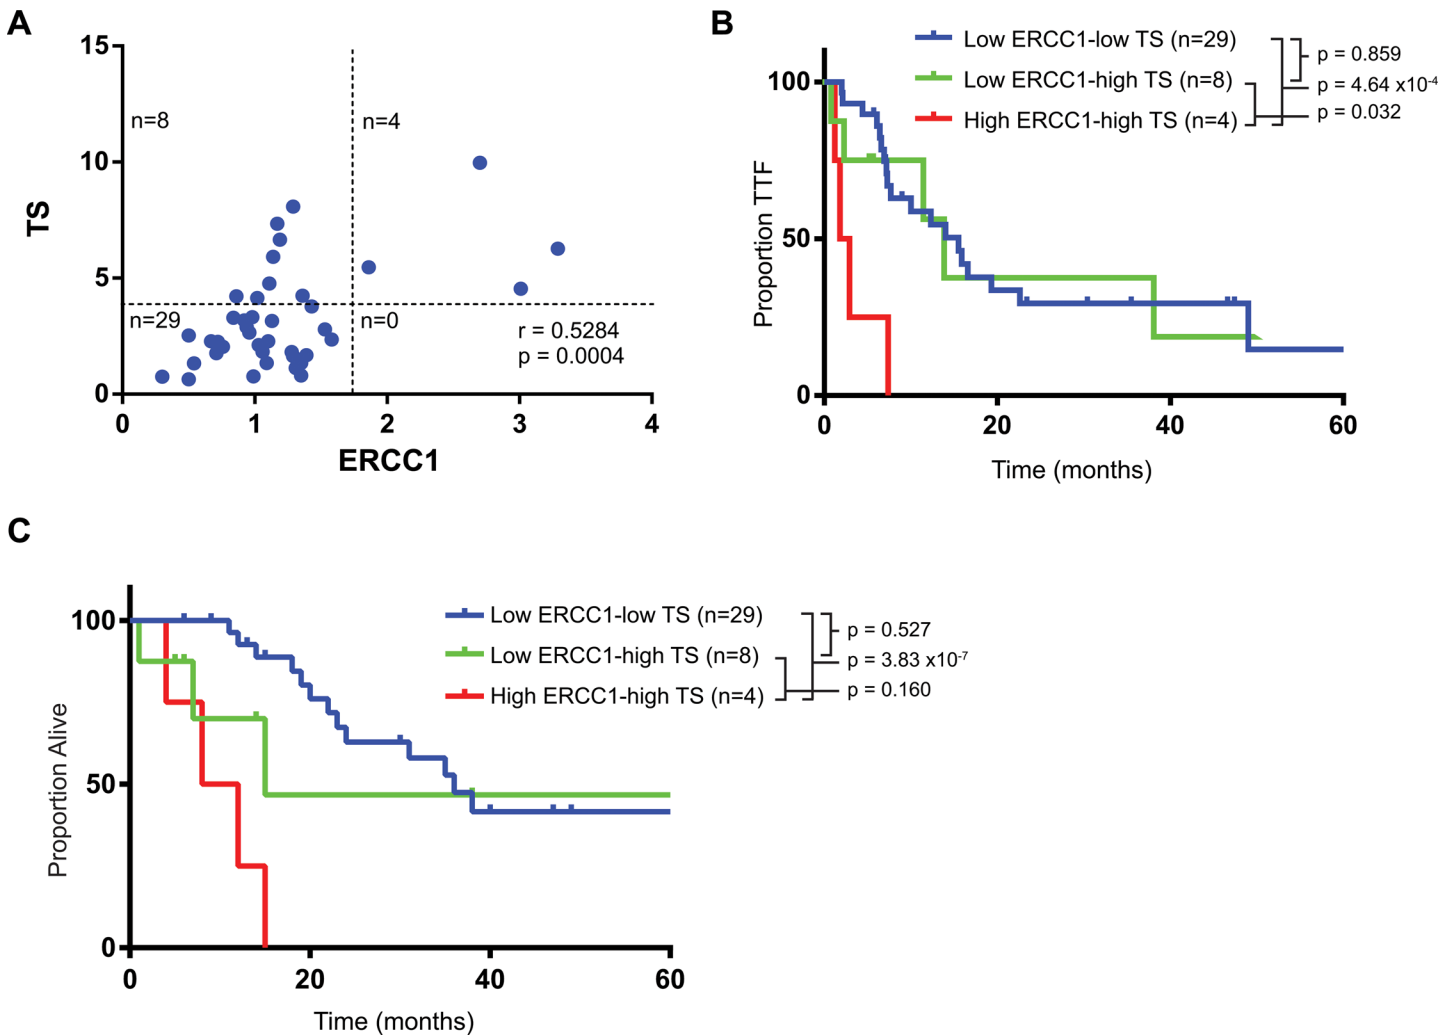 A
15
10
5
0
TS
n=8
n=4
n=29
n=0
r = 0.5284
p = 0.0004
0 1 2 3 4
ERCC1
B
Low ERCC1-low TS (n=29)
Low ERCC1-high TS (n=8)
High ERCC1-high TS (n=4)
p = 0.859
p = 4.64 x10-4
p = 0.032
100
50
0
Proportion TTF
0 20 40 60
Time (months)
C
Low ERCC1-low TS (n=29)
Low ERCC1-high TS (n=8)
High ERCC1-high TS (n=4)
p = 0.527
p = 3.83 x10-7
p = 0.160
100
50
0
Proportion Alive
0 20 40 60
Time (months)